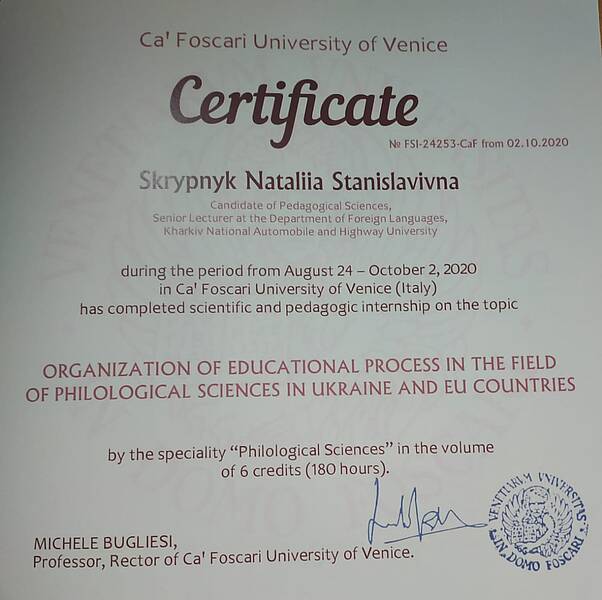 Ca' Foscari University of Venice
Certificate
№ FSI-24253-CaF from 02.10.2020
Skrypnyk Nataliia Stanislavivna
Candidate of Pedagogical Sciences,
Senior Lecturer at the Department of Foreign Languages,
Kharkiv National Automobile and Highway University
during the period from August 24 – October 2, 2020
in Ca' Foscari University of Venice (Italy)
has completed scientific and pedagogic internship on the topic
ORGANIZATION OF EDUCATIONAL PROCESS IN THE FIELD
OF PHILOLOGICAL SCIENCES IN UKRAINE AND EU COUNTRIES
by the speciality “Philological Sciences” in the volume
of 6 credits (180 hours).
MICHELE BUGLIESI,
Professor, Rector of Ca' Foscari University of Venice.
VENETIARVM VNIVERSITAS
IN DOMO FOSCARI